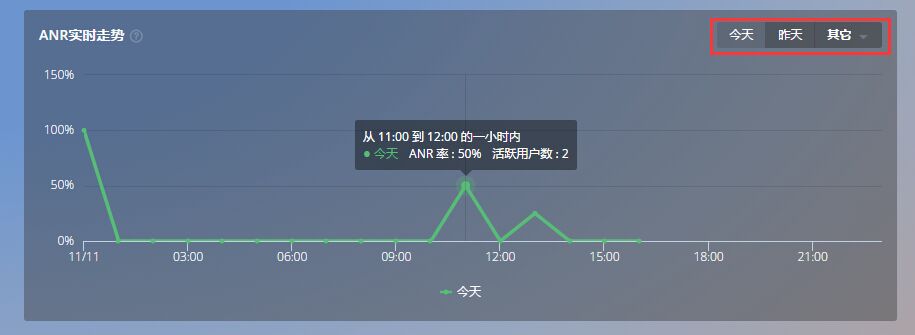 ANR实时走势 ?
今天 昨天 其它
150%
100%
50%
0%
从 11:00 到 12:00 的一小时内
今天 ANR 率 : 50% 活跃用户数 : 2
11/11 03:00 06:00 09:00 12:00 15:00 18:00 21:00
今天